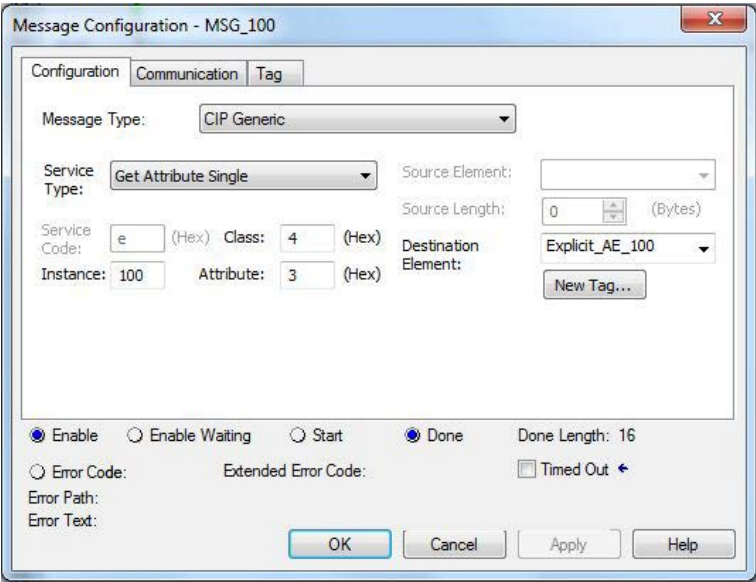 Message Configuration - MSG_100
Configuration Communication Tag
Message Type: CIP Generic
Service Type: Get Attribute Single
Source Element:
Source Length: 0 (Bytes)
Service Code: e (Hex) Class: 4 (Hex)
Destination Element: Explicit_AE_100
Instance: 100 Attribute: 3 (Hex)
New Tag...
Enable Enable Waiting Start Done Done Length: 16
Error Code: Extended Error Code: Timed Out
Error Path:
Error Text:
OK Cancel Apply Help